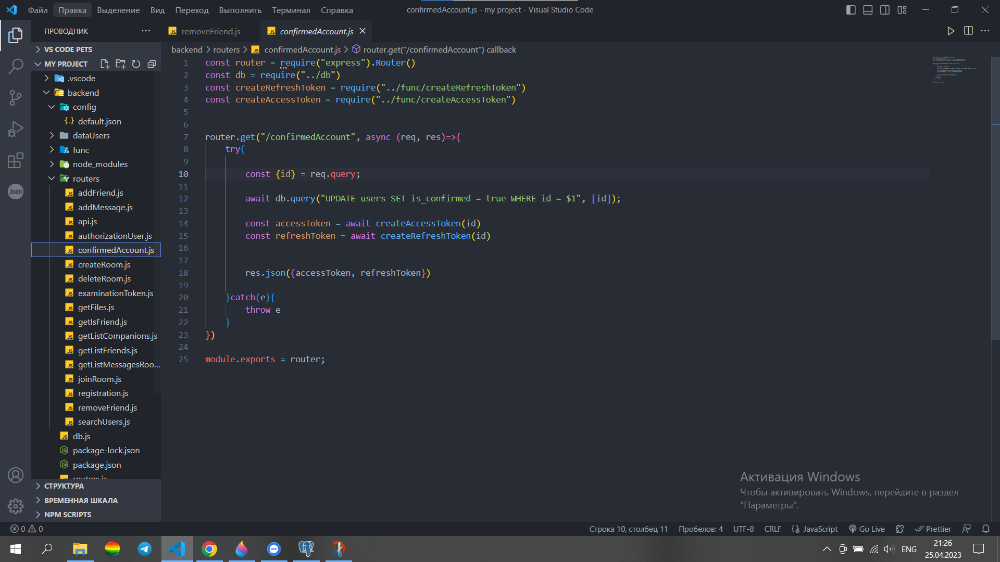 Файл Правка Выделение Вид Переход Выполнить Терминал Справка
confirmedAccount.js - my project - Visual Studio Code
ПРОВОДНИК
removeFriend.js
confirmedAccount.js
VS CODE PETS
MY PROJECT
.vscode
backend
config
default.json
dataUsers
func
node_modules
routers
addFriend.js
addMessage.js
api.js
authorizationUser.js
confirmedAccount.js
createRoom.js
deleteRoom.js
examinationToken.js
getFiles.js
getIsFriend.js
getListCompanions.js
getListFriends.js
getListMessagesRoo...
joinRoom.js
registration.js
removeFriend.js
searchUsers.js
db.js
package-lock.json
package.json
routers.js
СТРУКТУРА
ВРЕМЕННАЯ ШКАЛА
NPM SCRIPTS
Json
backend > routers > JS confirmedAccount.js > router.get("/confirmedAccount") callback
1 const router = require("express").Router()
2 const db = require("../db")
3 const createRefreshToken = require("../func/createRefreshToken")
4 const createAccessToken = require("../func/createAccessToken")
5
6
7 router.get("/confirmedAccount", async (req, res)=>{
8 try{
9
10 const {id} = req.query;
11
12 await db.query("UPDATE users SET is_confirmed = true WHERE id = $1", [id]);
13
14 const accessToken = await createAccessToken(id)
15 const refreshToken = await createRefreshToken(id)
16
17
18 res.json({accessToken, refreshToken})
19
20 }catch(e){
21 throw e
22 }
23 })
24
25 module.exports = router;
Активация Windows
Чтобы активировать Windows, перейдите в раздел
"Параметры".
0 0
Строка 10, столбец 11 Пробелов: 4 UTF-8 CRLF JavaScript Go Live Prettier
ENG
21:26
25.04.2023